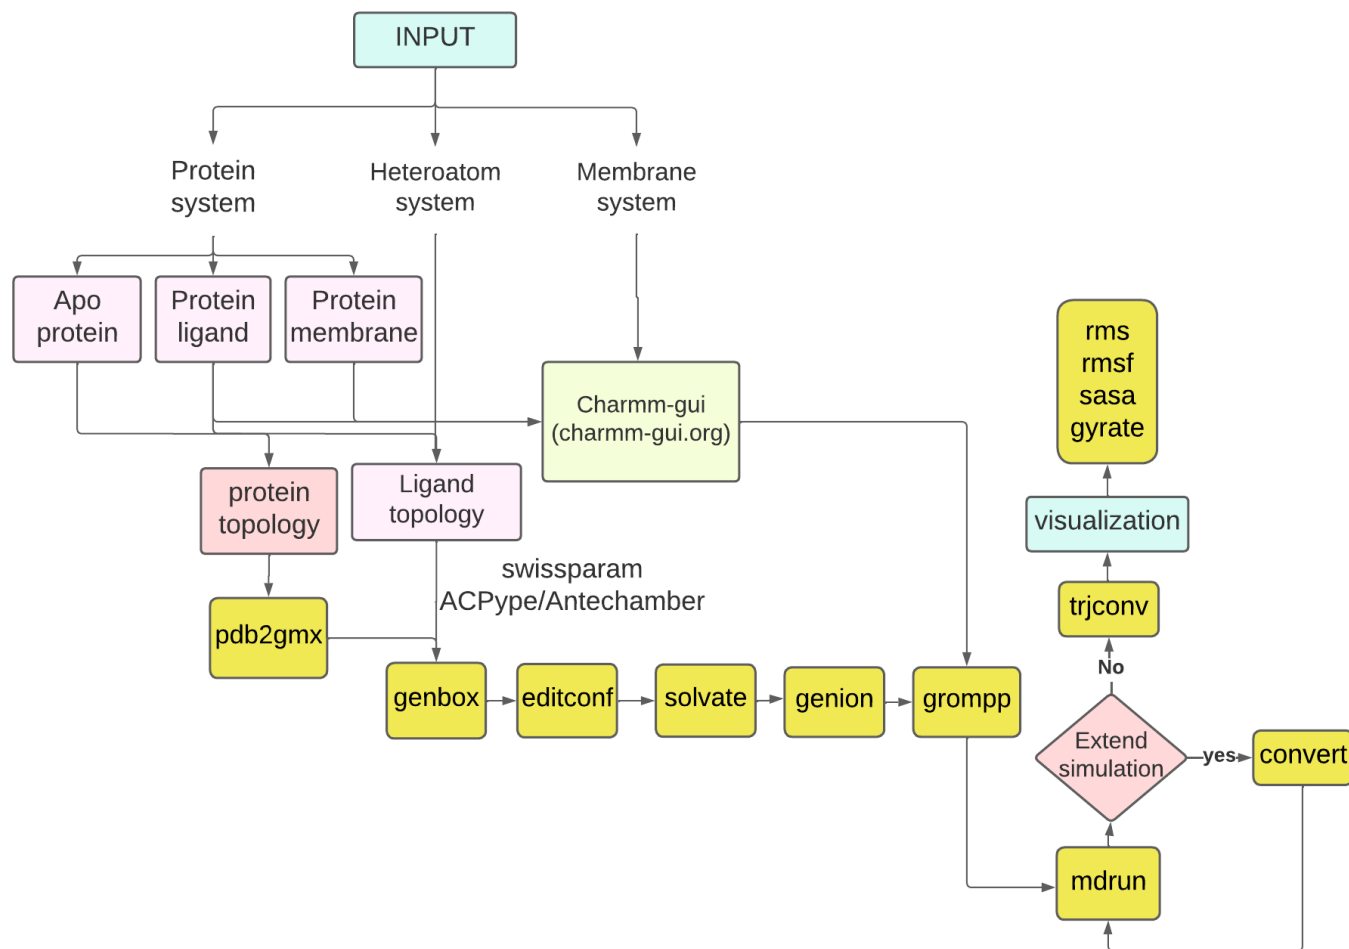 INPUT
Protein
system
Heteroatom
system
Membrane
system
Apo
protein
Protein
ligand
Protein
membrane
Charmm-gui
(charmm-gui.org)
rms
rmsf
sasa
gyrate
protein
topology
Ligand
topology
visualization
swissparam
ACPype/Antechamber
trjconv
pdb2gmx
No
genbox
editconf
solvate
genion
grompp
Extend
simulation
yes
convert
mdrun